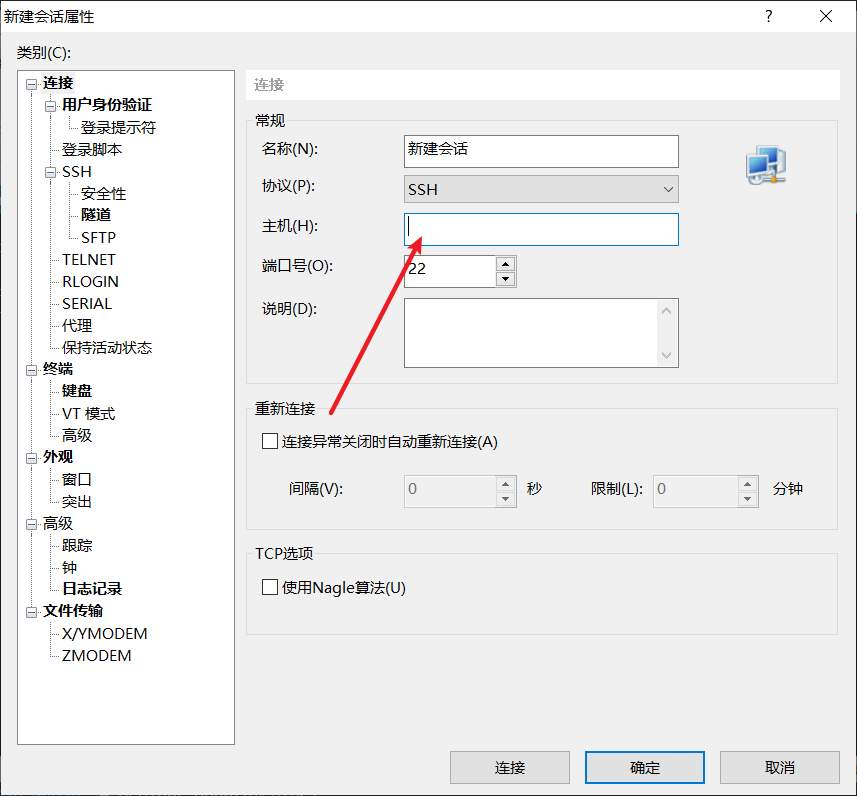 新建会话属性
?
类别(C):
连接
用户身份验证
登录提示符
登录脚本
SSH
安全性
隧道
SFTP
TELNET
RLOGIN
SERIAL
代理
保持活动状态
终端
键盘
VT 模式
高级
外观
窗口
突出
高级
跟踪
钟
日志记录
文件传输
X/YMODEM
ZMODEM
连接
常规
名称(N): 新建会话
协议(P): SSH
主机(H):
端口号(O): 22
说明(D):
重新连接
连接异常关闭时自动重新连接(A)
间隔(V): 0 秒 限制(L): 0 分钟
TCP选项
使用Nagle算法(U)
连接 确定 取消